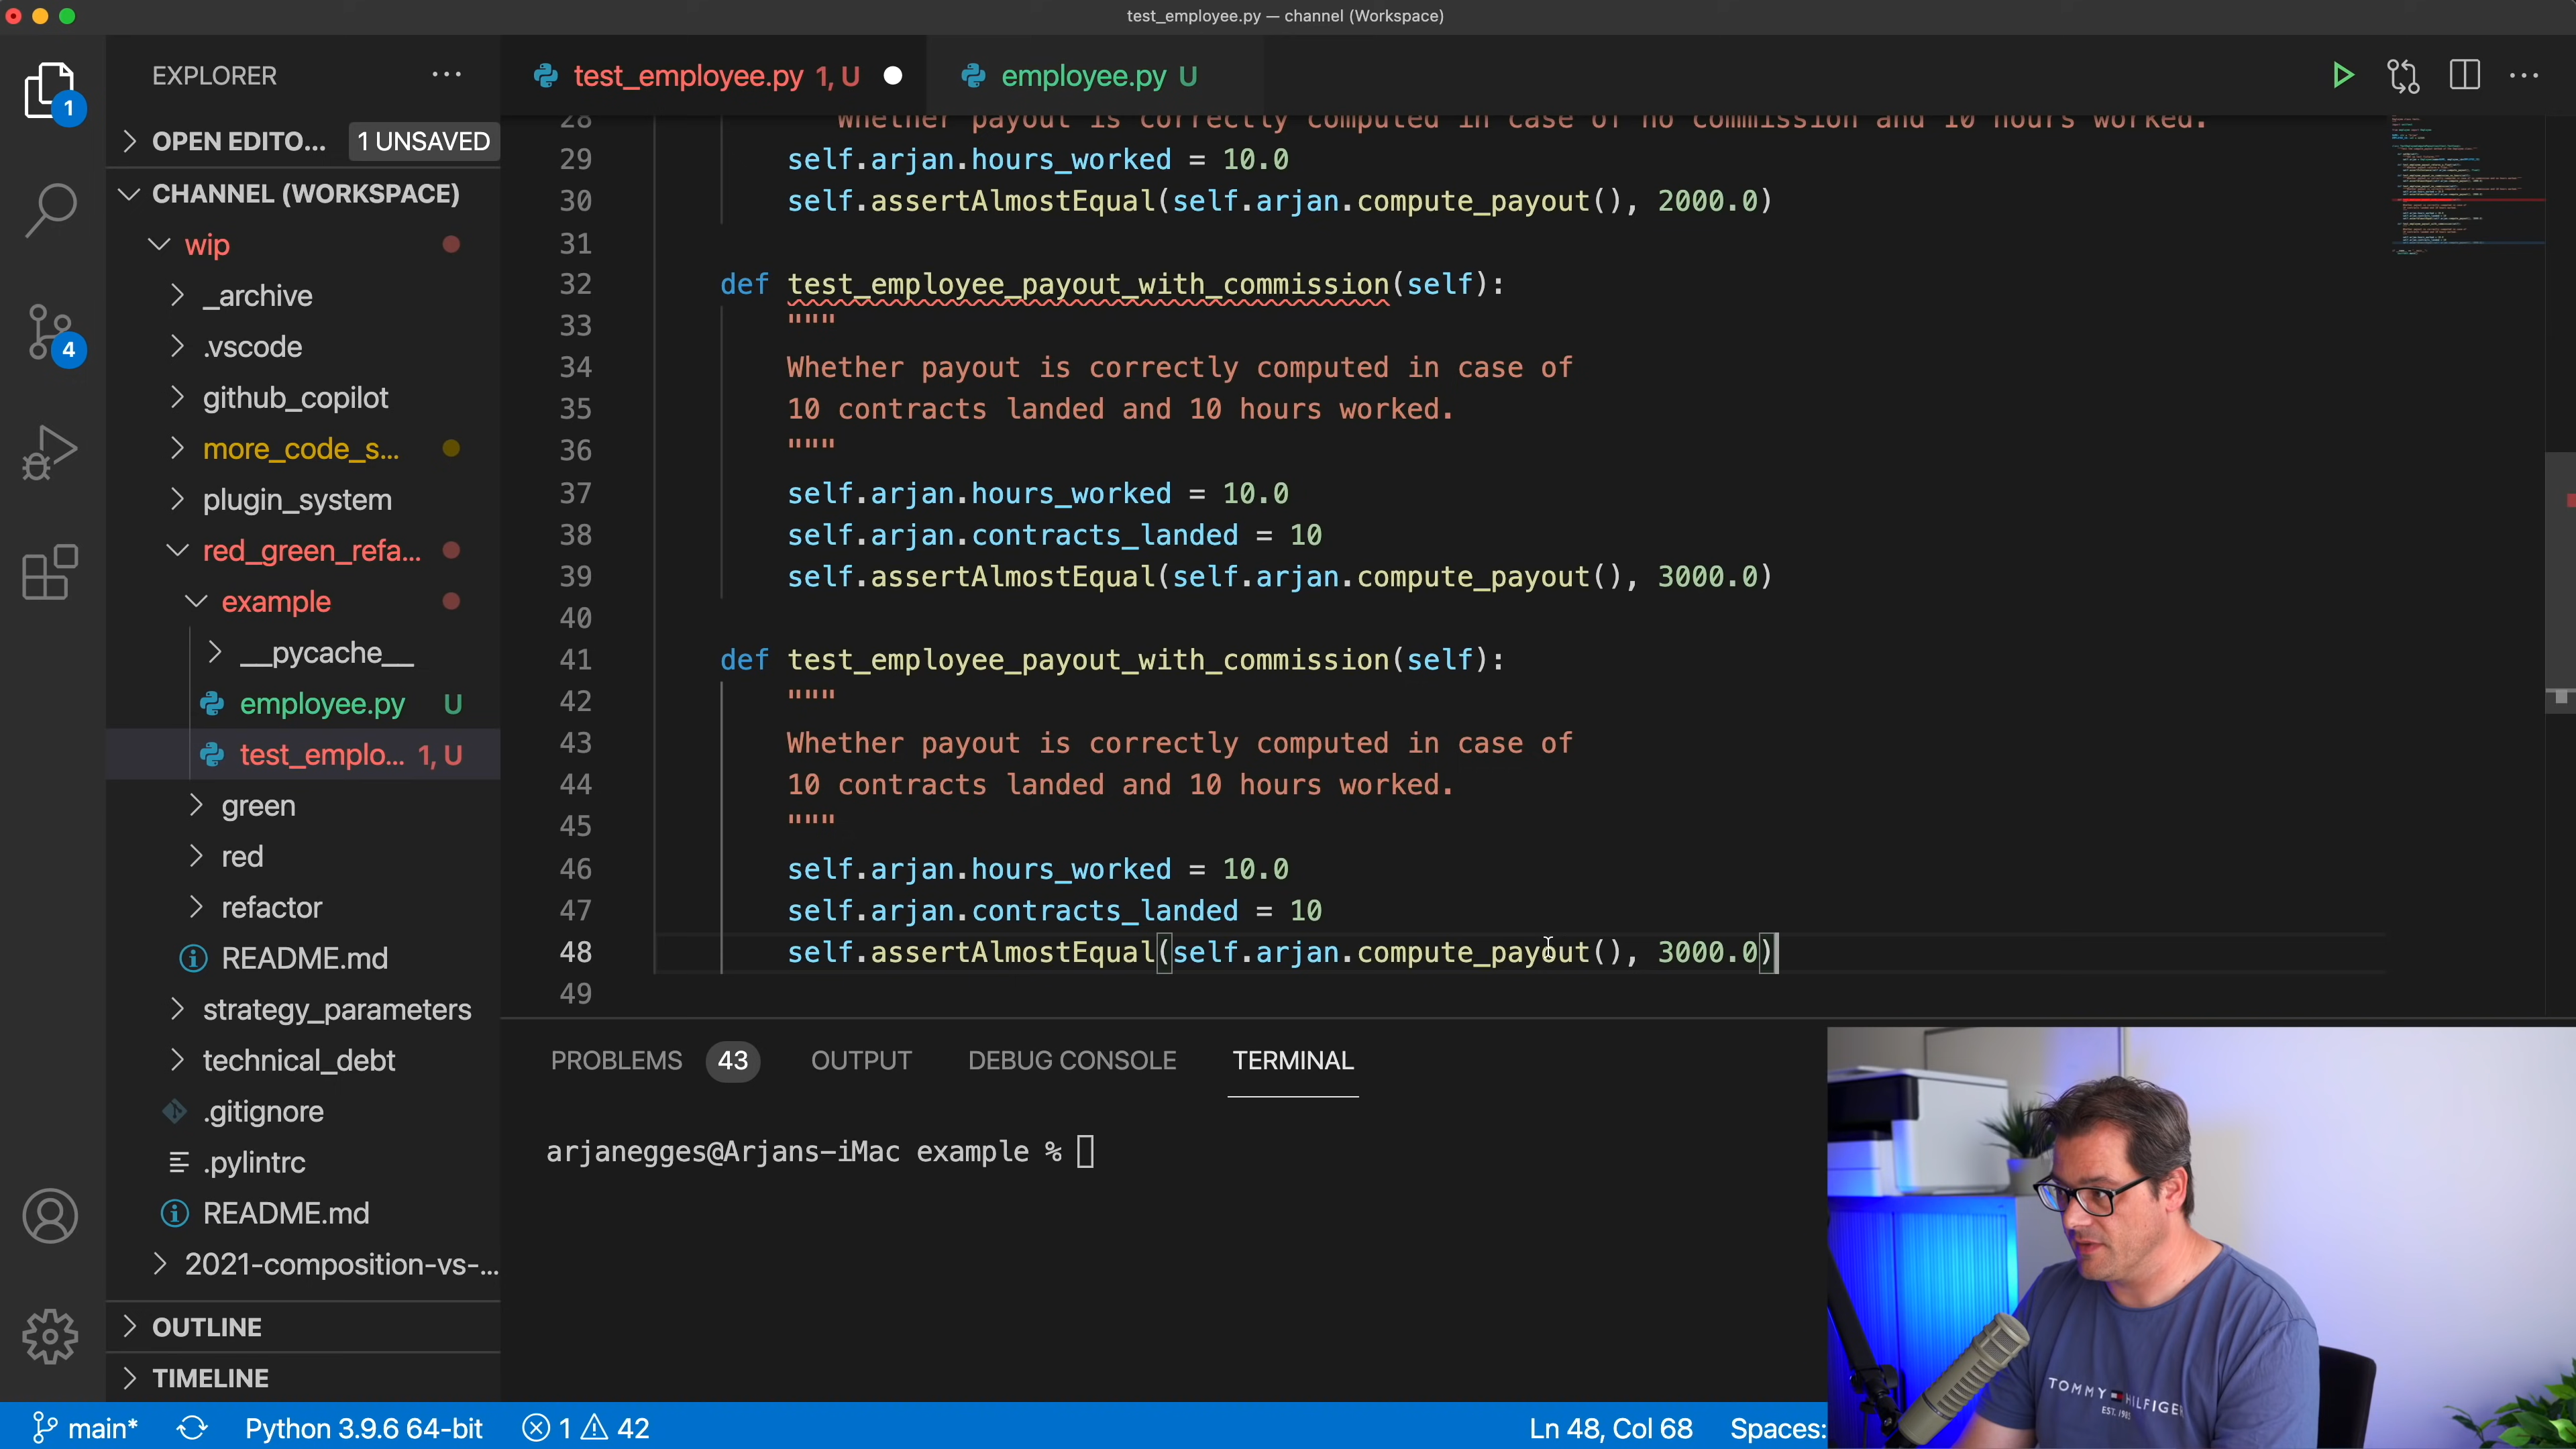 test_employee.py — channel (Workspace)
EXPLORER
1
OPEN EDITO... 1 UNSAVED
CHANNEL (WORKSPACE)
wip
_archive
.vscode
4
github_copilot
more_code_s...
plugin_system
red_green_refa...
example
__pycache__
employee.py U
test_emplo... 1, U
green
red
refactor
README.md
strategy_parameters
technical_debt
.gitignore
.pylintrc
README.md
2021-composition-vs-...
OUTLINE
TIMELINE
test_employee.py 1, U
employee.py U
28 Whether payout is correctly computed in case of no commission and 10 hours worked.
29 self.arjan.hours_worked = 10.0
30 self.assertAlmostEqual(self.arjan.compute_payout(), 2000.0)
31
32 def test_employee_payout_with_commission(self):
33 """
34 Whether payout is correctly computed in case of
35 10 contracts landed and 10 hours worked.
36 """
37 self.arjan.hours_worked = 10.0
38 self.arjan.contracts_landed = 10
39 self.assertAlmostEqual(self.arjan.compute_payout(), 3000.0)
40
41 def test_employee_payout_with_commission(self):
42 """
43 Whether payout is correctly computed in case of
44 10 contracts landed and 10 hours worked.
45 """
46 self.arjan.hours_worked = 10.0
47 self.arjan.contracts_landed = 10
48 self.assertAlmostEqual(self.arjan.compute_payout(), 3000.0)
49
PROBLEMS 43 OUTPUT DEBUG CONSOLE TERMINAL
arjanegges@Arjans-iMac example %
TOMMY HILFIGER
EST. 1985
main* Python 3.9.6 64-bit 1 42 Ln 48, Col 68 Spaces: